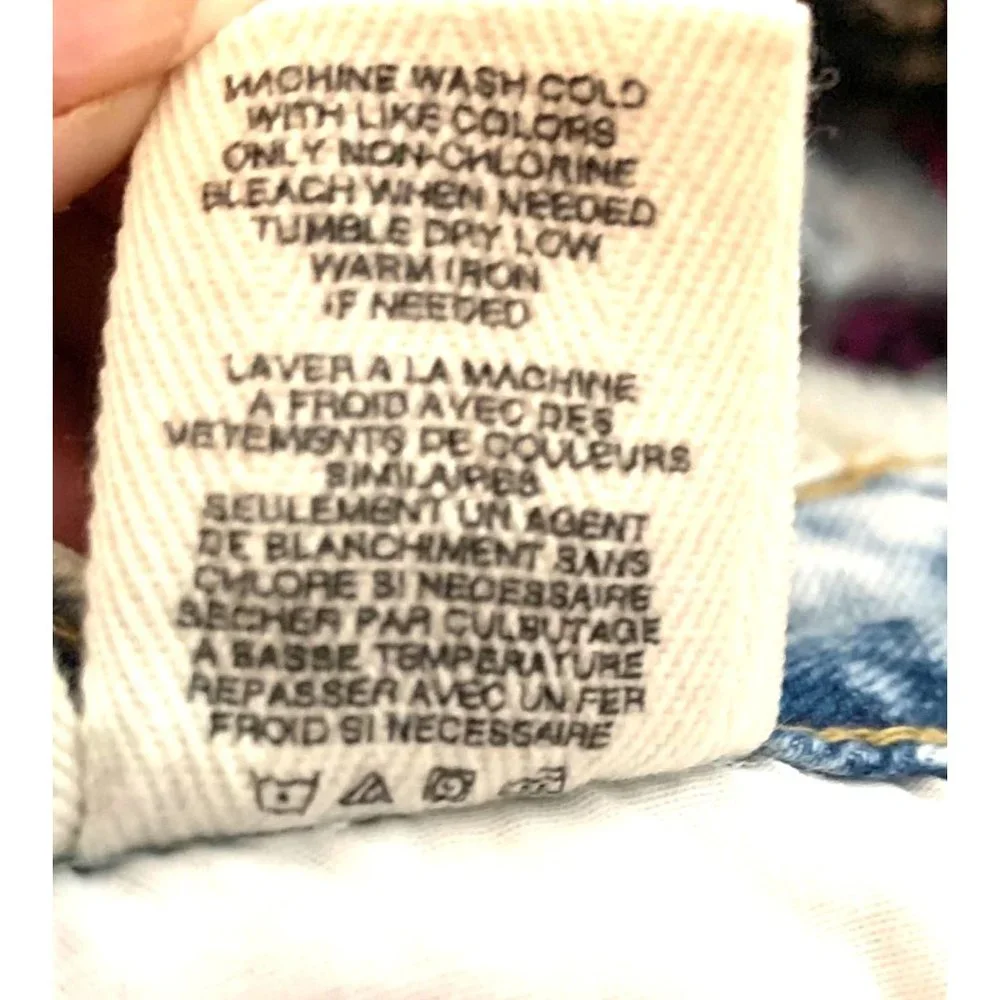 MACHINE WASH COLD
WITH LIKE COLORS
ONLY NON-CHLORINE
BLEACH WHEN NEEDED
TUMBLE DRY LOW
WARM IRON
IF NEEDED
LAVER A LA MACHINE
A FROID AVEC DES
VETEMENTS DE COULEURS
SIMILAIRES
SEULEMENT UN AGENT
DE BLANCHIMENT SANS
CHLORE SI NECESSAIRE
SECHER PAR CULBUTAGE
A BASSE TEMPERATURE
REPASSER AVEC UN FER
FROID SI NECESSAIRE